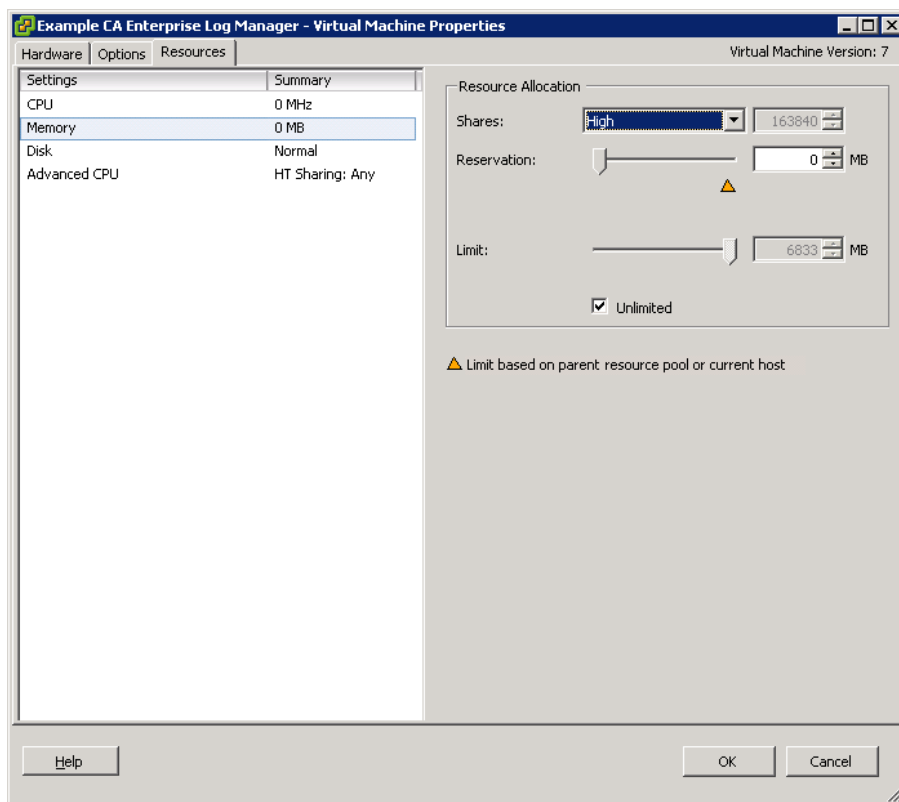 Example CA Enterprise Log Manager - Virtual Machine Properties
Hardware Options Resources Virtual Machine Version: 7
Settings Summary
CPU 0 MHz
Memory 0 MB
Disk Normal
Advanced CPU HT Sharing: Any
Resource Allocation
Shares: High 163840
Reservation: 0 MB
Limit: 6833 MB
Unlimited
Limit based on parent resource pool or current host
Help OK Cancel